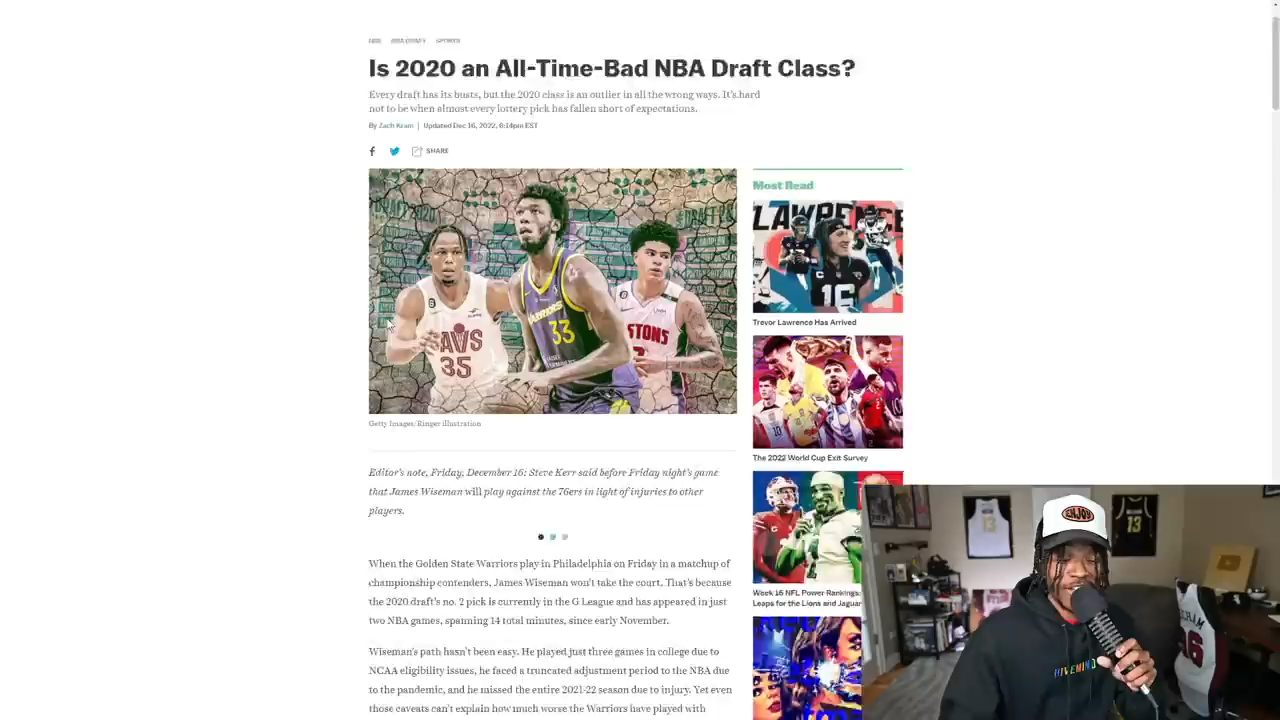 Is 2020 an All-Time-Bad NBA Draft Class?
Every draft has its busts, but the 2020 class is an outlier in all the wrong ways. It's hard
not to be when almost every lottery pick has fallen short of expectations.
By Zach Kram | Updated Dec 16, 2022, 6:14pm EST
SHARE
Most Read
LAWRENCE
16
CAVS
35
WARRIORS
33
STONS
Trevor Lawrence Has Arrived
Getty Images/Ringer illustration
The 2022 World Cup Exit Survey
Editor's note, Friday, December 16: Steve Kerr said before Friday night's game
that James Wiseman will play against the 76ers in light of injuries to other
players.
When the Golden State Warriors play in Philadelphia on Friday in a matchup of
championship contenders, James Wiseman won't take the court. That's because
the 2020 draft's no. 2 pick is currently in the G League and has appeared in just
two NBA games, spanning 14 total minutes, since early November.
Week 16 NFL Power Rankings:
Leaps for the Lions and Jaguar
Wiseman's path hasn't been easy. He played just three games in college due to
NCAA eligibility issues, he faced a truncated adjustment period to the NBA due
to the pandemic, and he missed the entire 2021-22 season due to injury. Yet even
those caveats can't explain how much worse the Warriors have played with
ENJOY
13
13
HIVEMIND